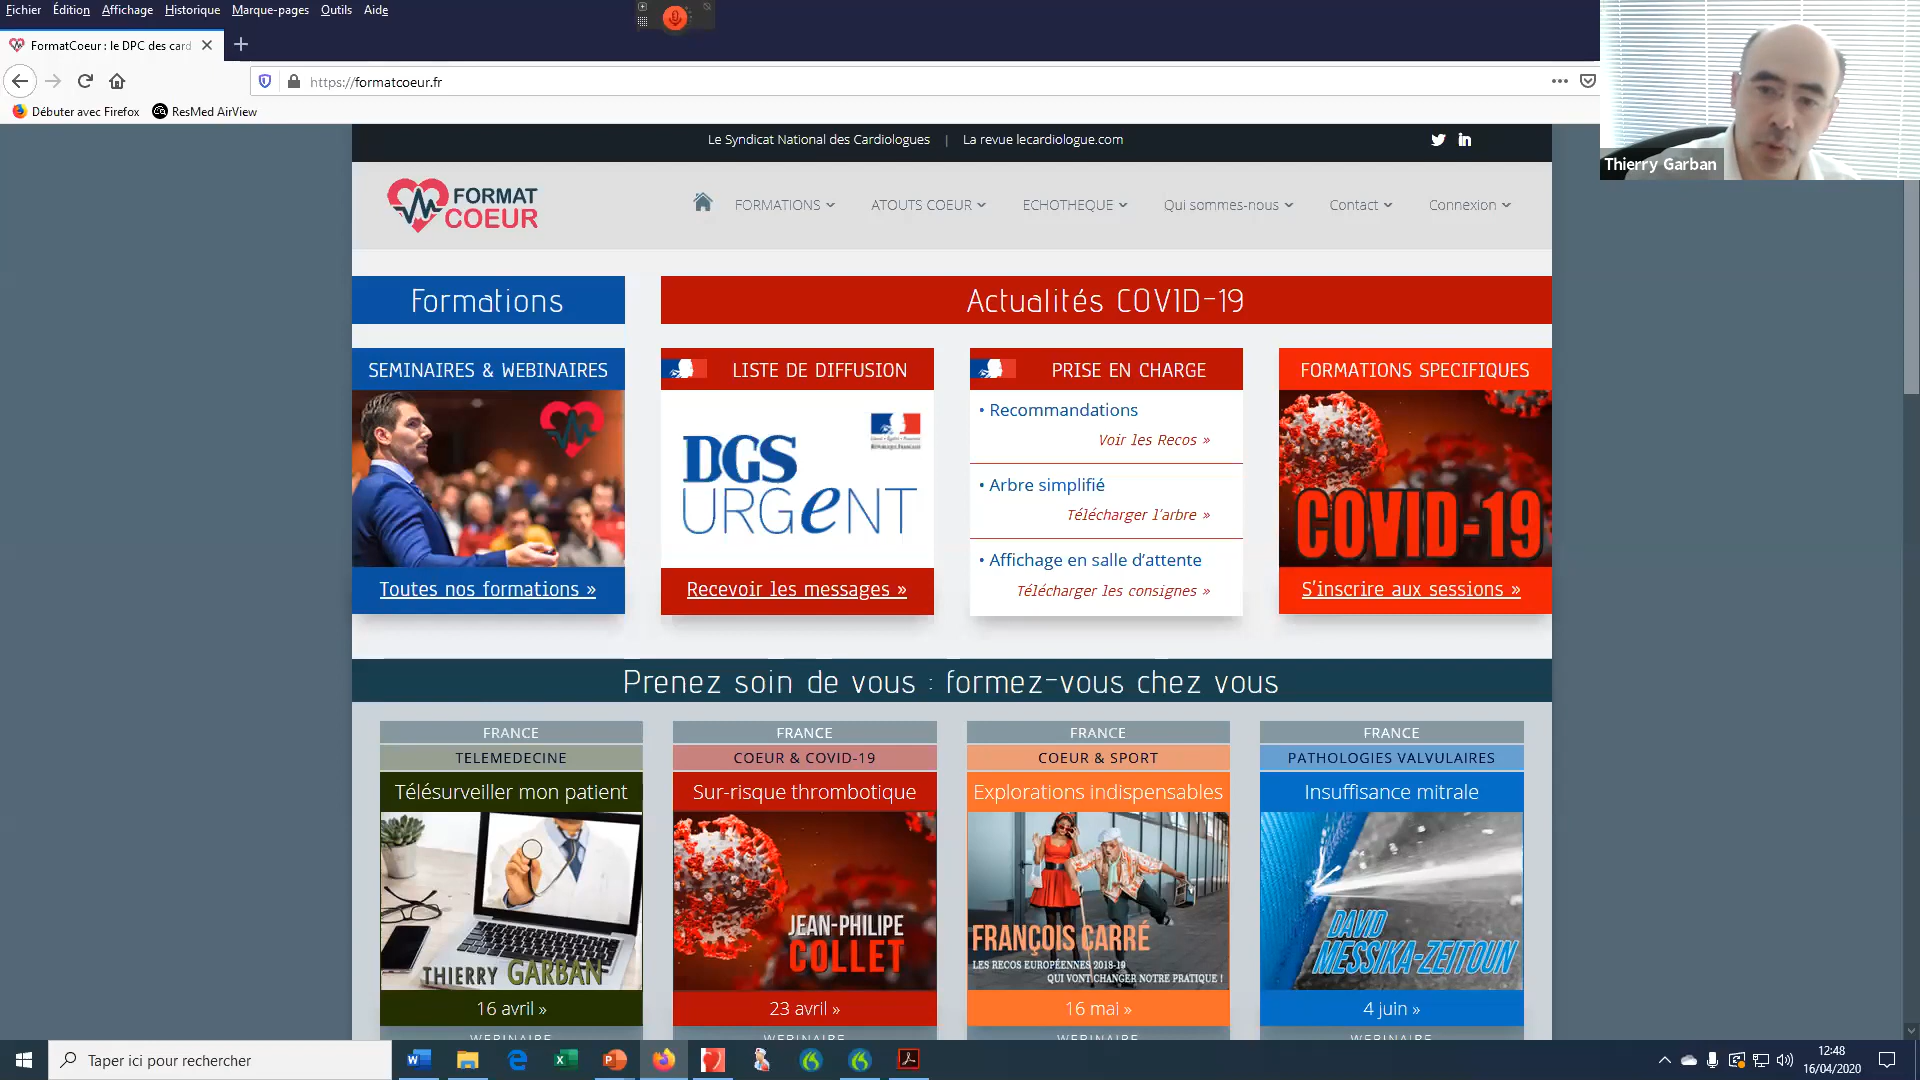 Fichier Édition Affichage Historique Marque-pages Outils Aide
FormatCoeur : le DPC des card
https://formatcoeur.fr
Débuter avec Firefox ResMed AirView
Thierry Garban
Le Syndicat National des Cardiologues | La revue lecardiologue.com
FORMAT
COEUR
FORMATIONS ATOUTS COEUR ECHOTHEQUE Qui sommes-nous Contact Connexion
Formations
Actualités COVID-19
SEMINAIRES & WEBINAIRES
Toutes nos formations »
LISTE DE DIFFUSION
DGS
URGENT
Recevoir les messages »
PRISE EN CHARGE
• Recommandations
Voir les Recos »
• Arbre simplifié
Télécharger l'arbre »
• Affichage en salle d'attente
Télécharger les consignes »
FORMATIONS SPECIFIQUES
COVID-19
S'inscrire aux sessions »
Prenez soin de vous : formez-vous chez vous
FRANCE
TELEMEDECINE
Télésurveiller mon patient
THIERRY GARBAN
16 avril »
WEBINAIRE
FRANCE
COEUR & COVID-19
Sur-risque thrombotique
JEAN-PHILIPE
COLLET
23 avril »
WEBINAIRE
FRANCE
COEUR & SPORT
Explorations indispensables
FRANÇOIS CARRÉ
LES RECOS EUROPÉENNES 2018-19
QUI VONT CHANGER NOTRE PRATIQUE !
16 mai »
WEBINAIRE
FRANCE
PATHOLOGIES VALVULAIRES
Insuffisance mitrale
DAVID
MESSIKA-ZEITOUN
4 juin »
WEBINAIRE
Taper ici pour rechercher
12:48
16/04/2020